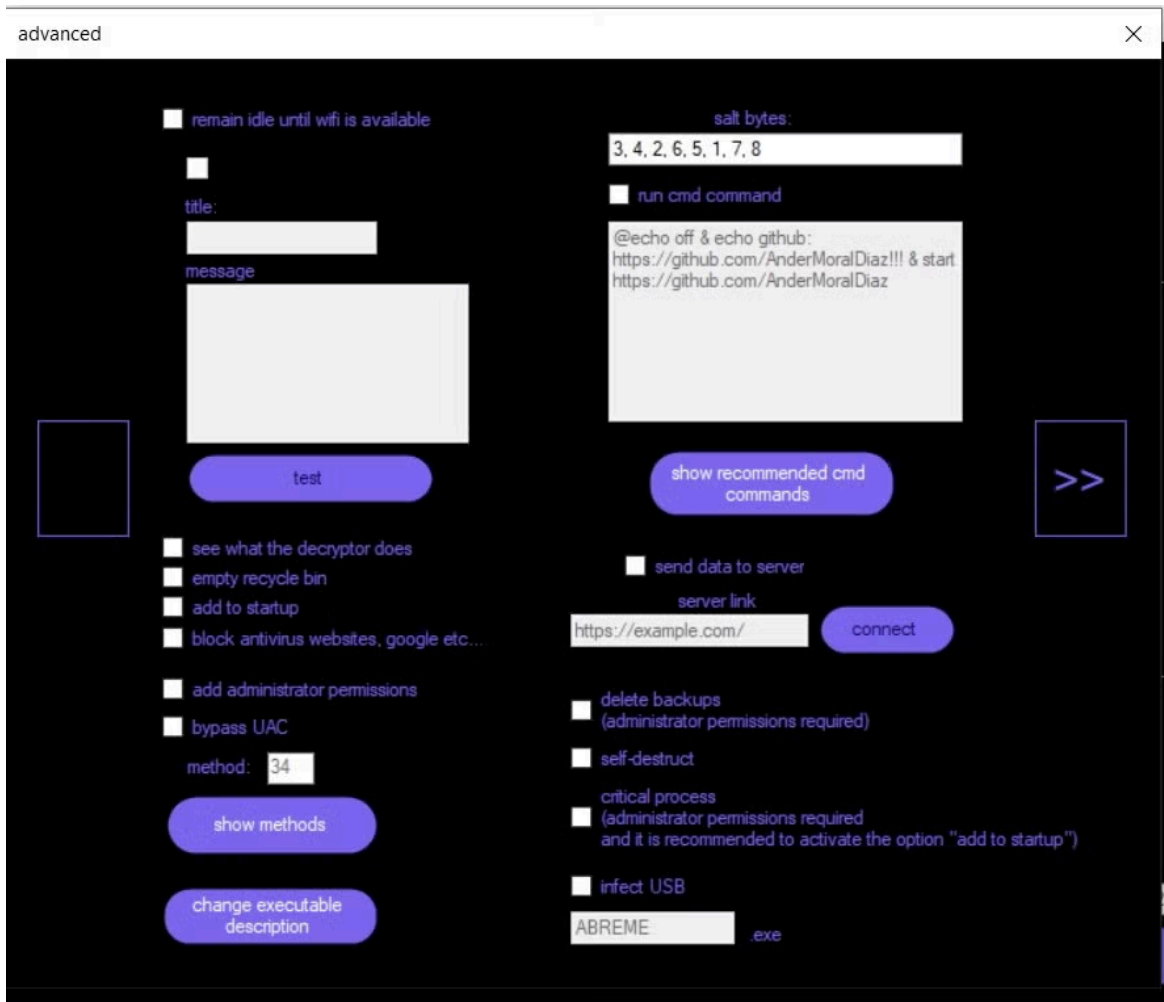 advanced
remain idle until wifi is available
title:
message
test
see what the decryptor does
empty recycle bin
add to startup
block antivirus websites, google etc...
add administrator permissions
bypass UAC
method: 34
show methods
change executable
description
salt bytes:
3, 4, 2, 6, 5, 1, 7, 8
run cmd command
@echo off & echo github:
https://github.com/AnderMoralDiaz!!! & start
https://github.com/AnderMoralDiaz
show recommended cmd
commands
>>
send data to server
server link
https://example.com/
connect
delete backups
(administrator permissions required)
self-destruct
critical process
(administrator permissions required
and it is recommended to activate the option "add to startup")
infect USB
ABREME .exe